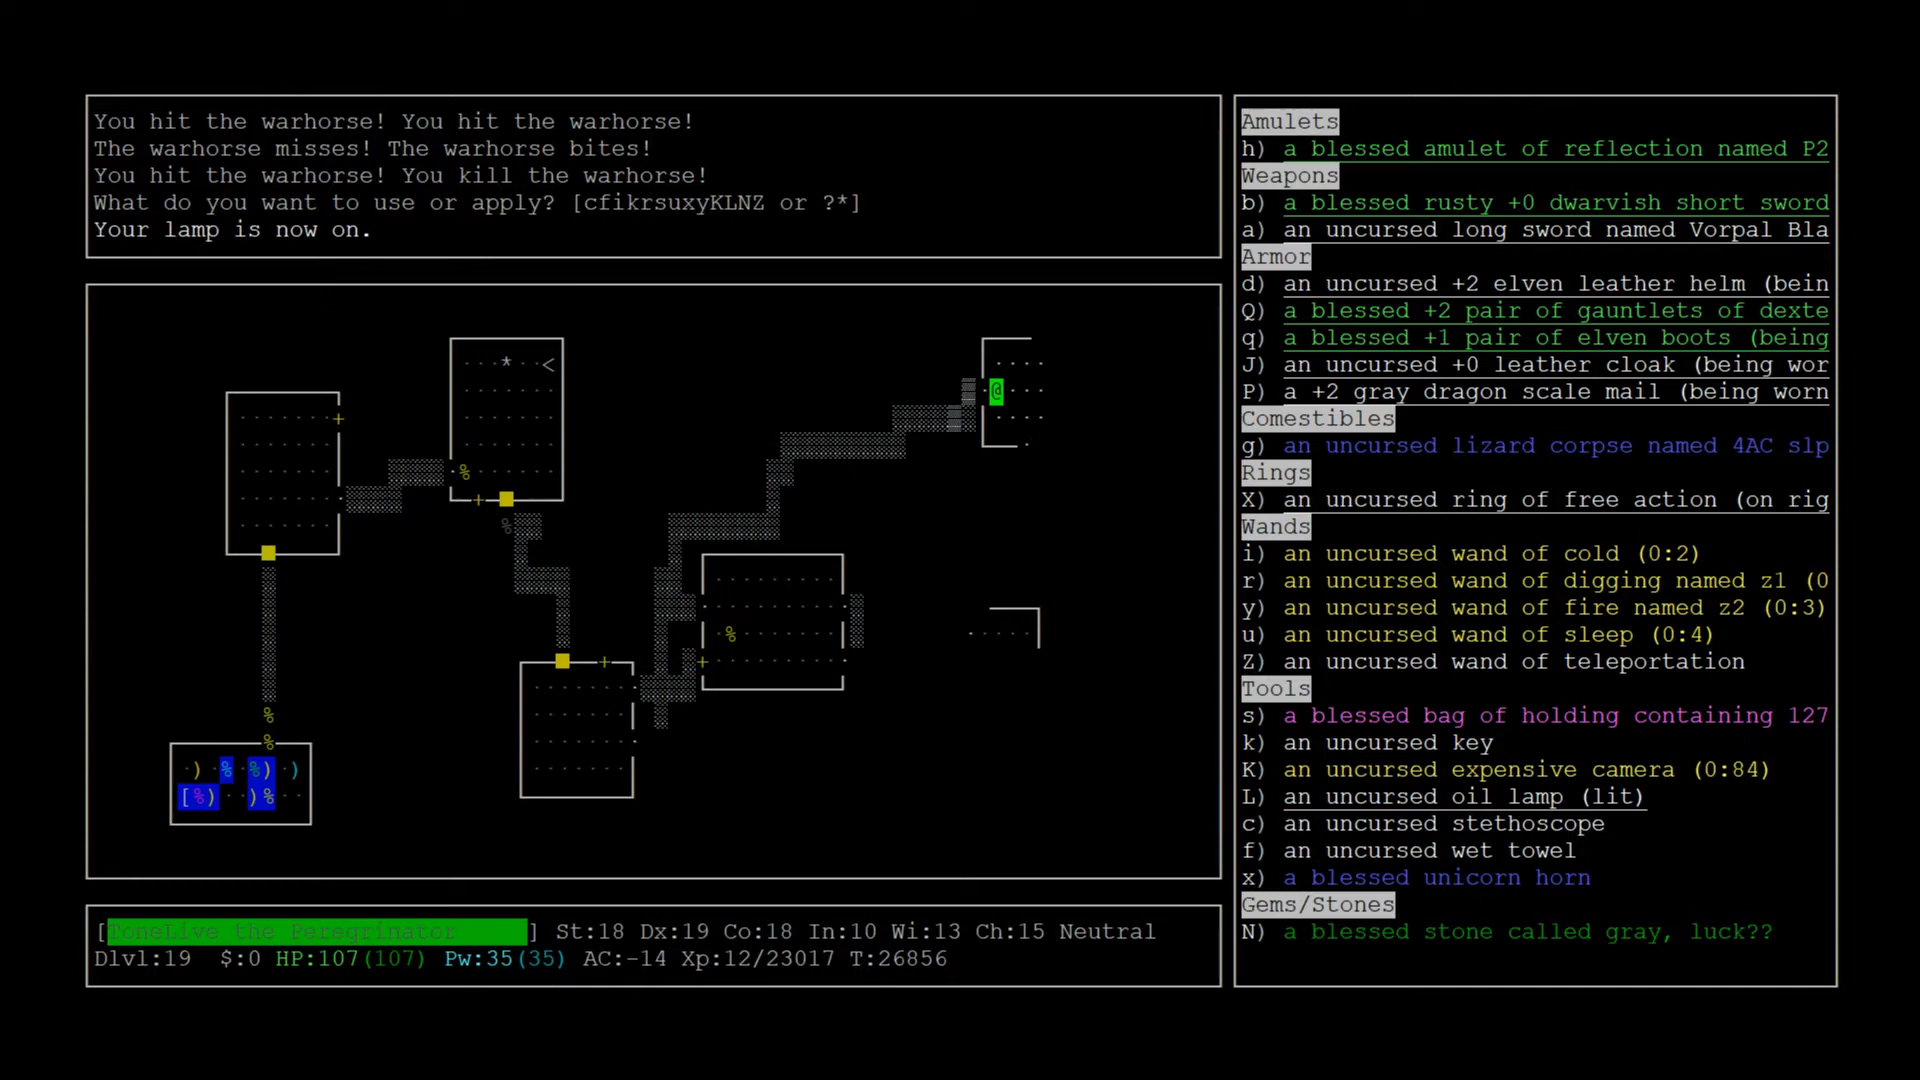 You hit the warhorse! You hit the warhorse!
The warhorse misses! The warhorse bites!
You hit the warhorse! You kill the warhorse!
What do you want to use or apply? [cfikrsuxyKLNZ or ?*]
Your lamp is now on.
[ToneLive the Peregrinator ] St:18 Dx:19 Co:18 In:10 Wi:13 Ch:15 Neutral
Dlvl:19 $:0 HP:107(107) Pw:35(35) AC:-14 Xp:12/23017 T:26856
Amulets
h) a blessed amulet of reflection named P2
Weapons
b) a blessed rusty +0 dwarvish short sword
a) an uncursed long sword named Vorpal Bla
Armor
d) an uncursed +2 elven leather helm (bein
Q) a blessed +2 pair of gauntlets of dexte
q) a blessed +1 pair of elven boots (being
J) an uncursed +0 leather cloak (being wor
P) a +2 gray dragon scale mail (being worn
Comestibles
g) an uncursed lizard corpse named 4AC slp
Rings
X) an uncursed ring of free action (on rig
Wands
i) an uncursed wand of cold (0:2)
r) an uncursed wand of digging named z1 (0
y) an uncursed wand of fire named z2 (0:3)
u) an uncursed wand of sleep (0:4)
Z) an uncursed wand of teleportation
Tools
s) a blessed bag of holding containing 127
k) an uncursed key
K) an uncursed expensive camera (0:84)
L) an uncursed oil lamp (lit)
c) an uncursed stethoscope
f) an uncursed wet towel
x) a blessed unicorn horn
Gems/Stones
N) a blessed stone called gray, luck??